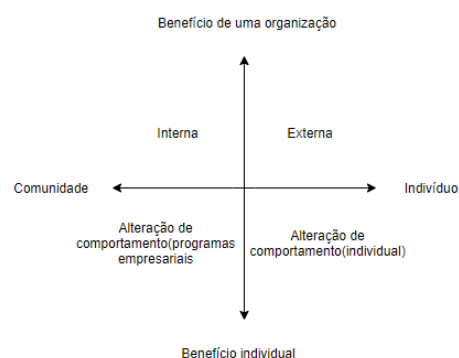 Benefício de uma organização
Interna
Externa
Comunidade
Indivíduo
Alteração de
comportamento(programas
empresariais
Alteração de
comportamento(individual)
Benefício individual